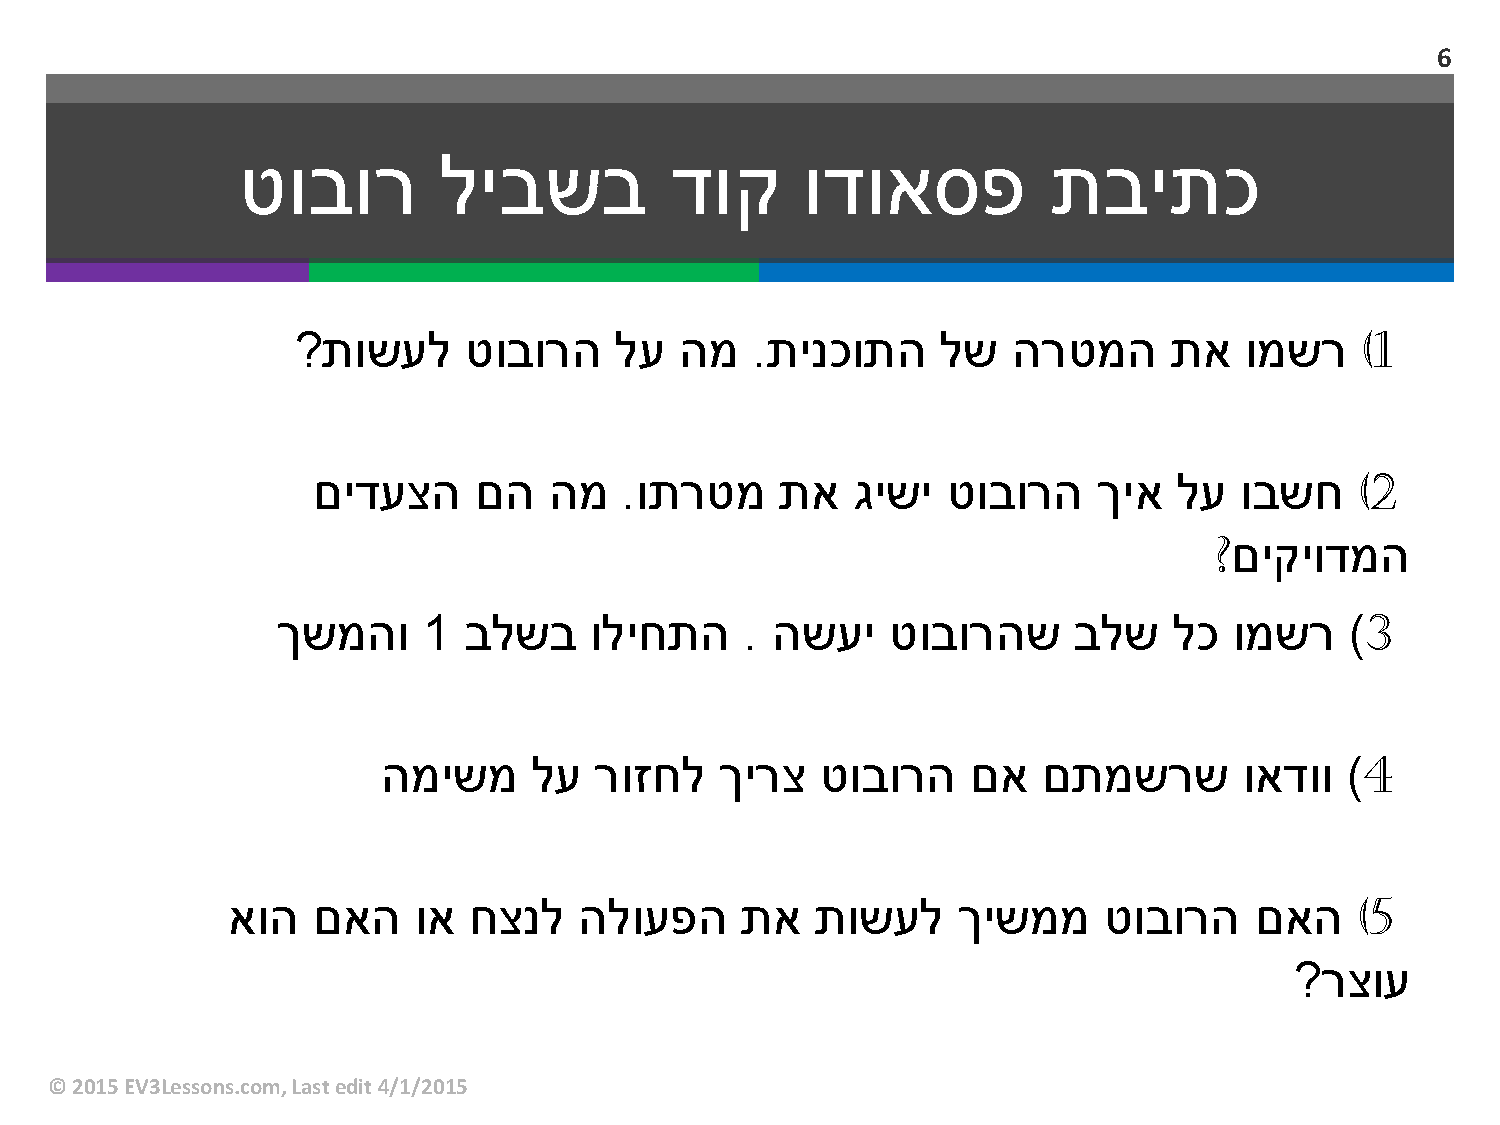 6
כתיבת פסאודו קוד בשביל רובוט
1) רשמו את המטרה של התוכנית. מה על הרובוט לעשות?
2) חשבו על איך הרובוט ישיג את מטרתו. מה הם הצעדים
המדויקים?
3) רשמו כל שלב שהרובוט יעשה . התחילו בשלב 1 והמשך
4) וודאו שרשמתם אם הרובוט צריך לחזור על משימה
5) האם הרובוט ממשיך לעשות את הפעולה לנצח או האם הוא
עוצר?
© 2015 EV3Lessons.com, Last edit 4/1/2015